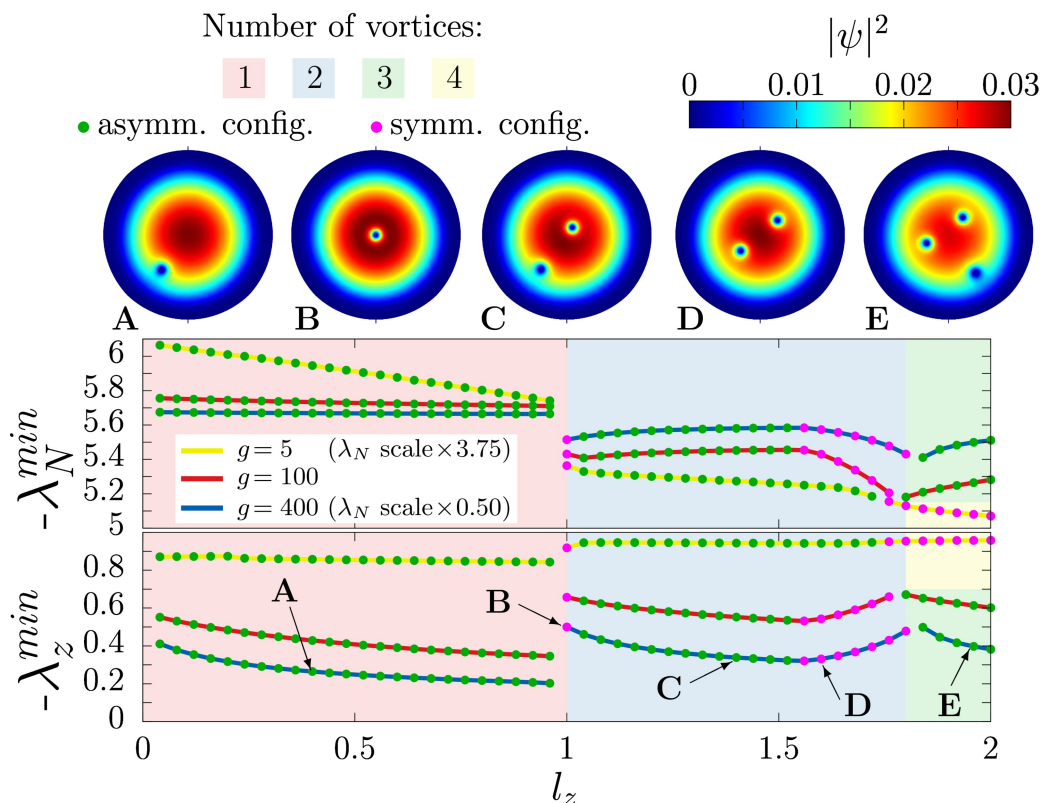 Number of vortices:
1 2 3 4
asymm. config. symm. config.
|ψ|²
0 0.01 0.02 0.03
A B C D E
-λ_N^min
6
5.8
5.6
5.4
5.2
5
g = 5 (λ_N scale×3.75)
g = 100
g = 400 (λ_N scale×0.50)
-λ_z^min
0.8
0.6
0.4
0.2
0
A
B
C
D
E
0 0.5 1 1.5 2
l_z